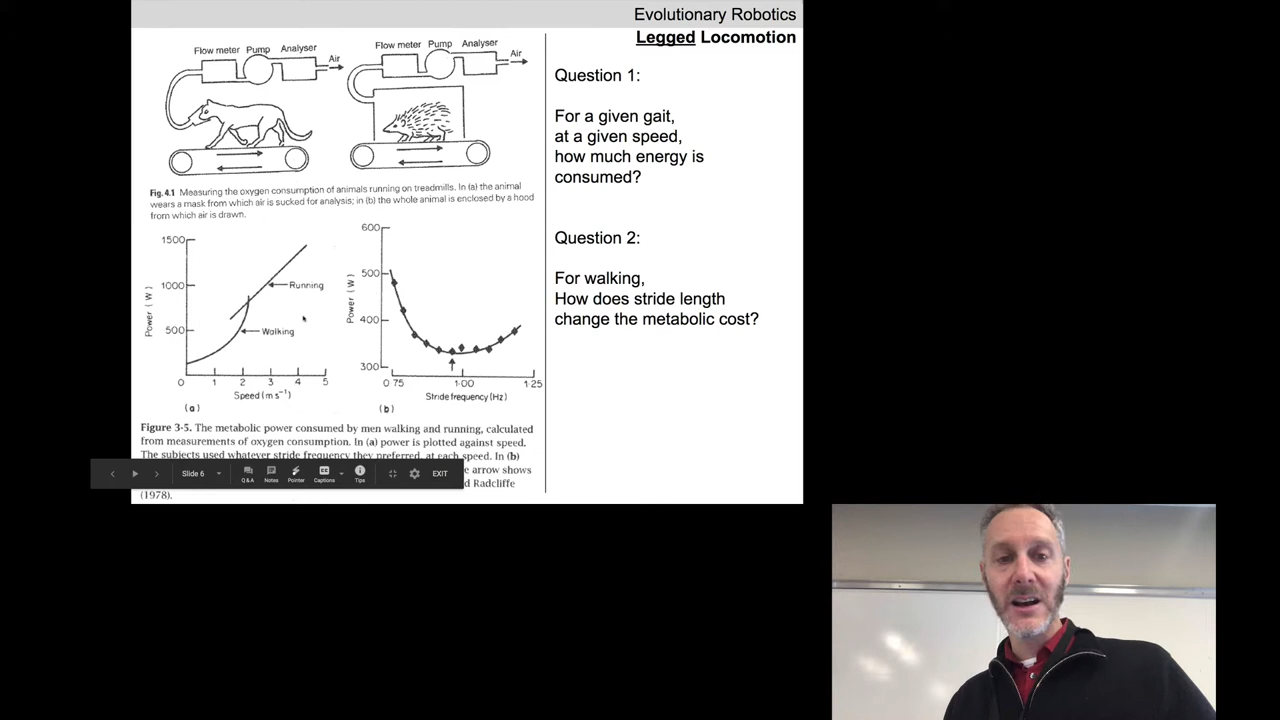 Evolutionary Robotics
Legged Locomotion
Flow meter Pump Analyser
Air
Flow meter Pump Analyser
Air
Fig. 4.1 Measuring the oxygen consumption of animals running on treadmills. In (a) the animal
wears a mask from which air is sucked for analysis; in (b) the whole animal is enclosed by a hood
from which air is drawn.
Question 1:
For a given gait,
at a given speed,
how much energy is
consumed?
Question 2:
For walking,
How does stride length
change the metabolic cost?
1500
1000
500
Power (W)
Running
Walking
0 1 2 3 4 5
Speed (m s⁻¹)
(a)
600
500
400
300
Power (W)
0 75 1·00 1·25
Stride frequency (Hz)
(b)
Figure 3-5. The metabolic power consumed by men walking and running, calculated
from measurements of oxygen consumption. In (a) power is plotted against speed.
The subjects used whatever stride frequency they preferred, at each speed. In (b)
e arrow shows
d Radcliffe
(1978).
Slide 6
Q & A
Notes
Pointer
Captions
Tips
EXIT